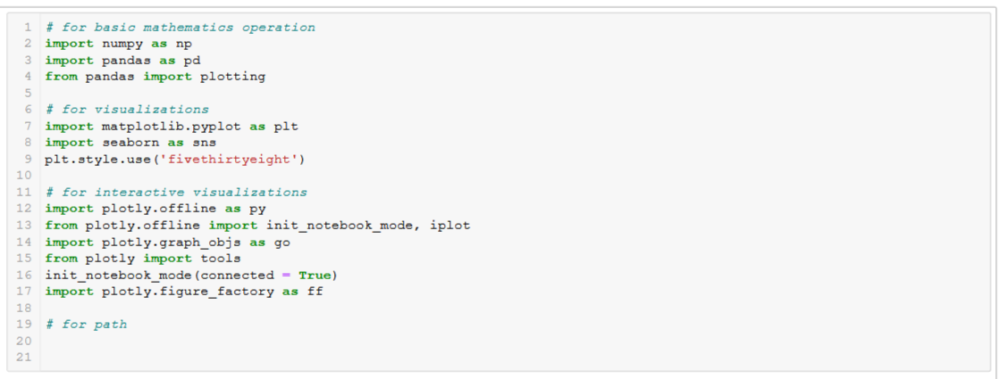 1 # for basic mathematics operation
2 import numpy as np
3 import pandas as pd
4 from pandas import plotting
5
6 # for visualizations
7 import matplotlib.pyplot as plt
8 import seaborn as sns
9 plt.style.use('fivethirtyeight')
10
11 # for interactive visualizations
12 import plotly.offline as py
13 from plotly.offline import init_notebook_mode, iplot
14 import plotly.graph_objs as go
15 from plotly import tools
16 init_notebook_mode(connected = True)
17 import plotly.figure_factory as ff
18
19 # for path
20
21